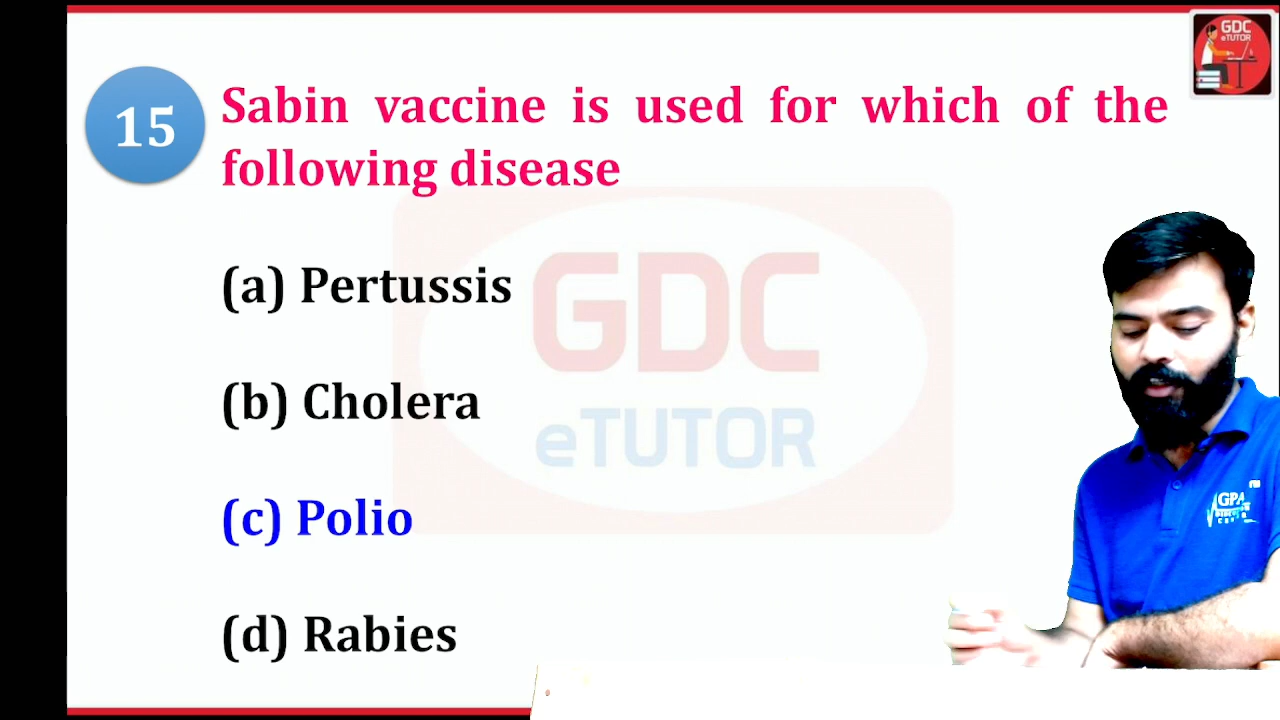 GDC
eTUTOR
15
Sabin vaccine is used for which of the
following disease
(a) Pertussis
(b) Cholera
(c) Polio
(d) Rabies
GDC
eTUTOR